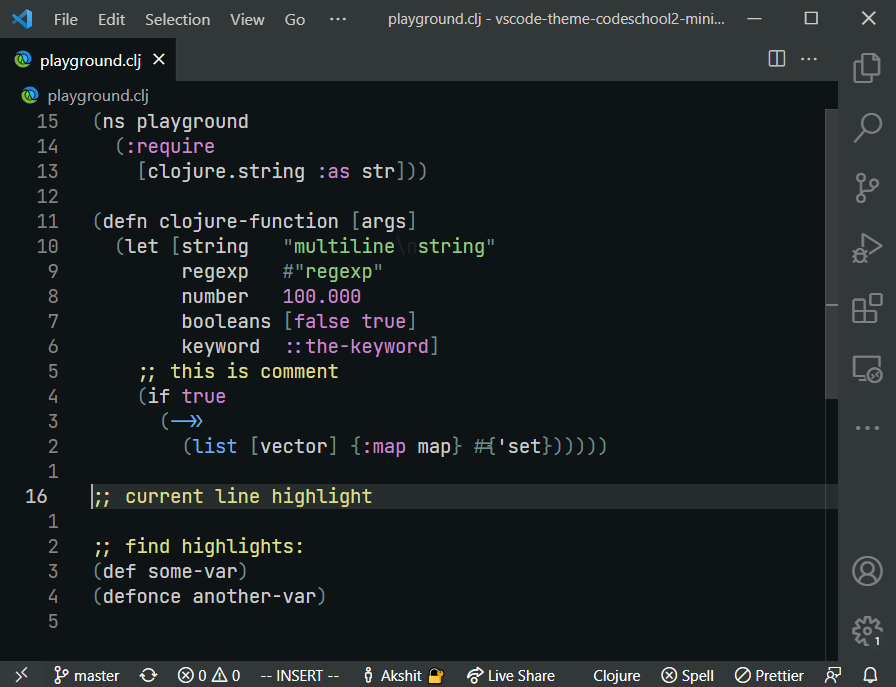 File Edit Selection View Go ··· playground.clj - vscode-theme-codeschool2-mini...
playground.clj
playground.clj
15 (ns playground
14 (:require
13 [clojure.string :as str]))
12
11 (defn clojure-function [args]
10 (let [string "multiline\nstring"
9 regexp #"regexp"
8 number 100.000
7 booleans [false true]
6 keyword ::the-keyword]
5 ;; this is comment
4 (if true
3 (->>
2 (list [vector] {:map map} #{'set})))))
1
16 ;; current line highlight
1
2 ;; find highlights:
3 (def some-var)
4 (defonce another-var)
5
1
master 0 0 -- INSERT -- Akshit Live Share Clojure Spell Prettier